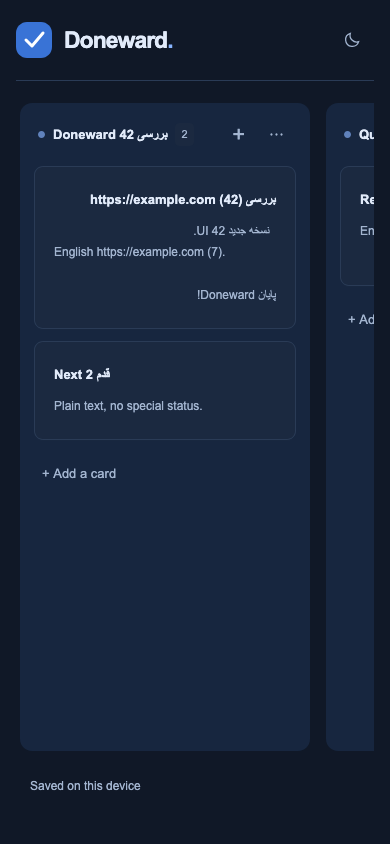 Doneward.
Doneward 42 بررسی 2 + ...
بررسی (42) https://example.com
نسخه جدید UI 42.
English https://example.com (7).
پایان Doneward!
Next 2 قدم
Plain text, no special status.
+ Add a card
Qu
Re
En
+ Ad
Saved on this device